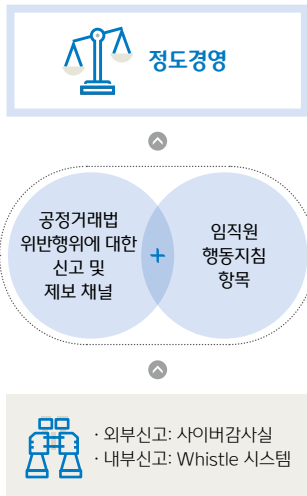 정도경영
공정거래법
위반행위에 대한
신고 및
제보 채널
+
임직원
행동지침
항목
· 외부신고: 사이버감사실
· 내부신고: Whistle 시스템